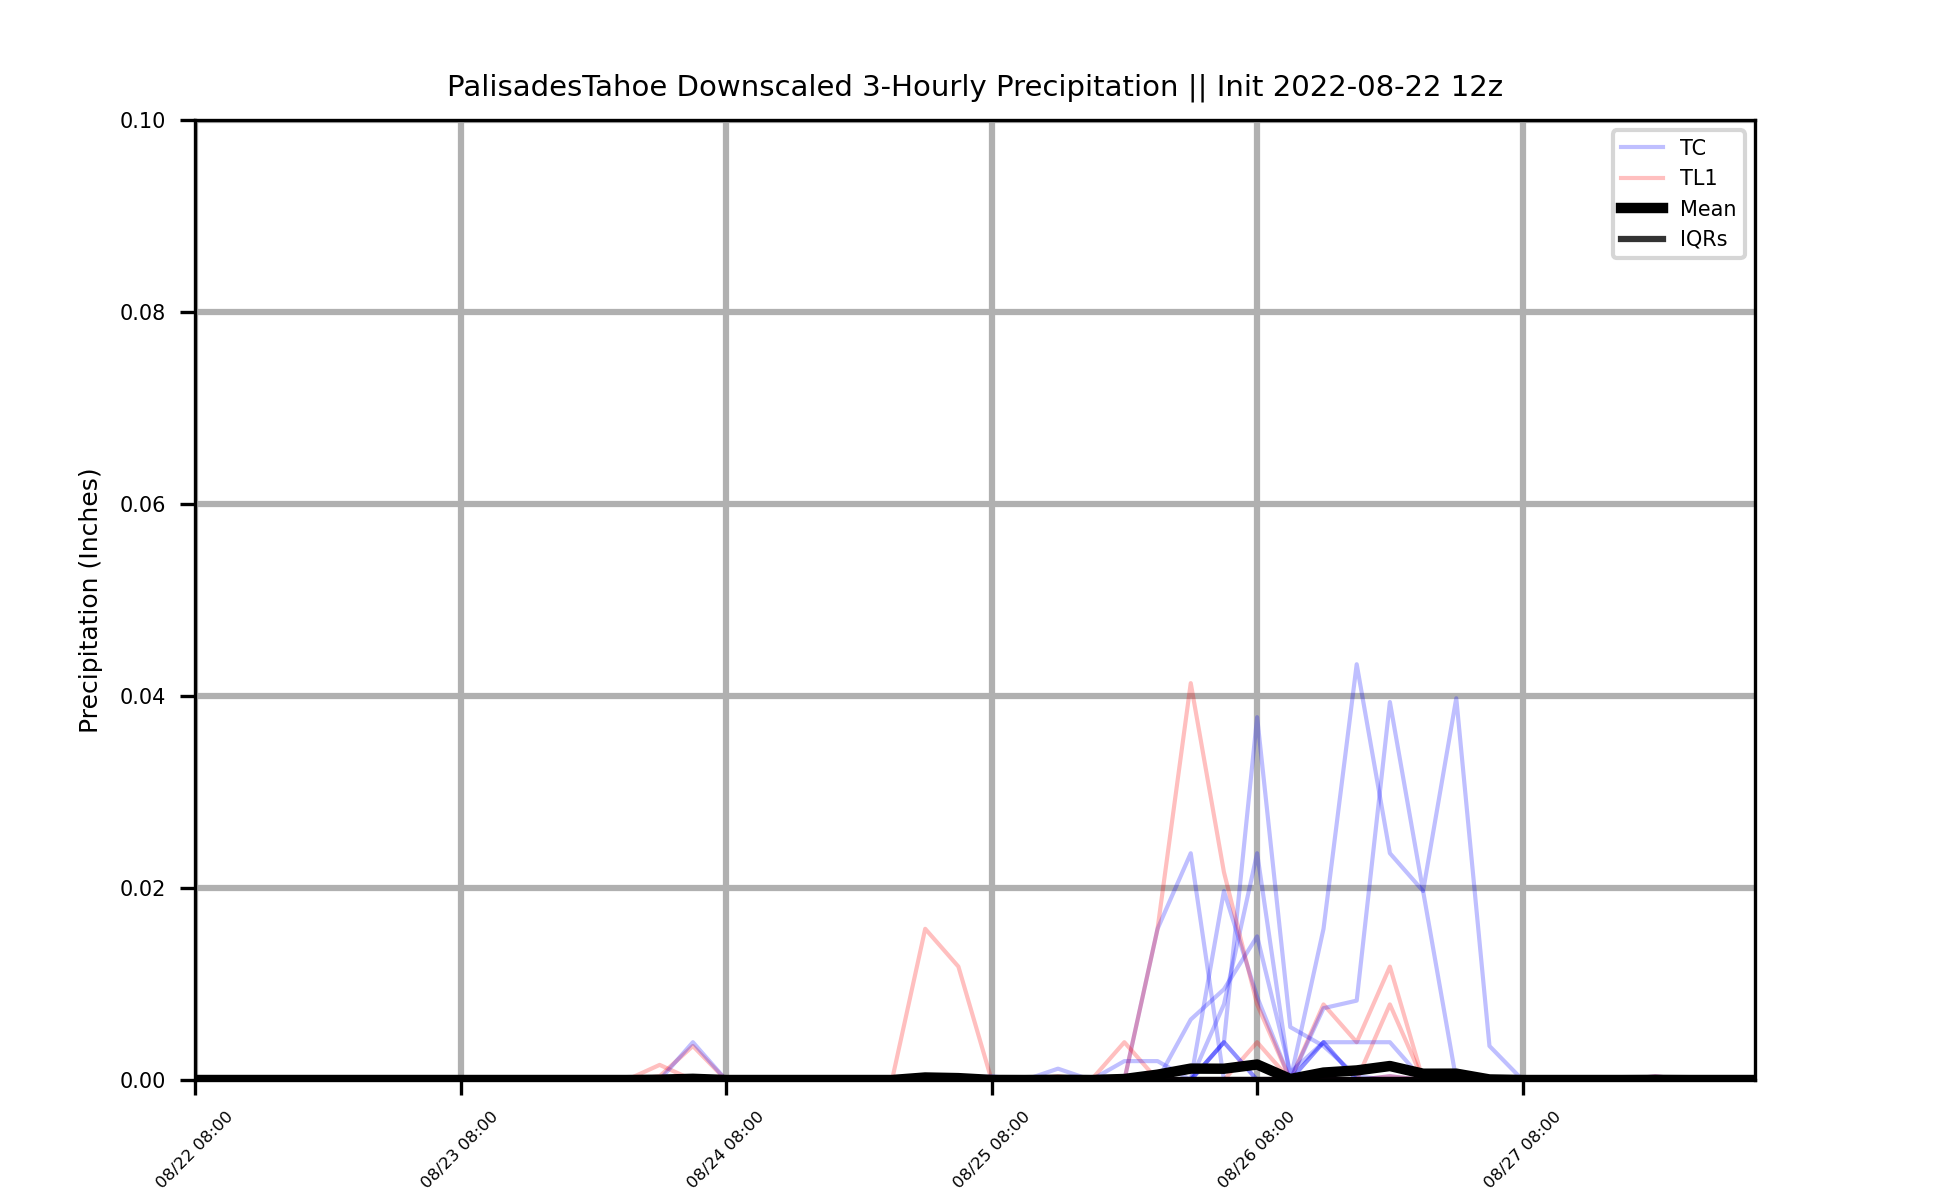 PalisadesTahoe Downscaled 3-Hourly Precipitation || Init 2022-08-22 12z
Precipitation (Inches)
0.10
0.08
0.06
0.04
0.02
0.00
TC
TL1
Mean
IQRs
08/22 08:00
08/23 08:00
08/24 08:00
08/25 08:00
08/26 08:00
08/27 08:00